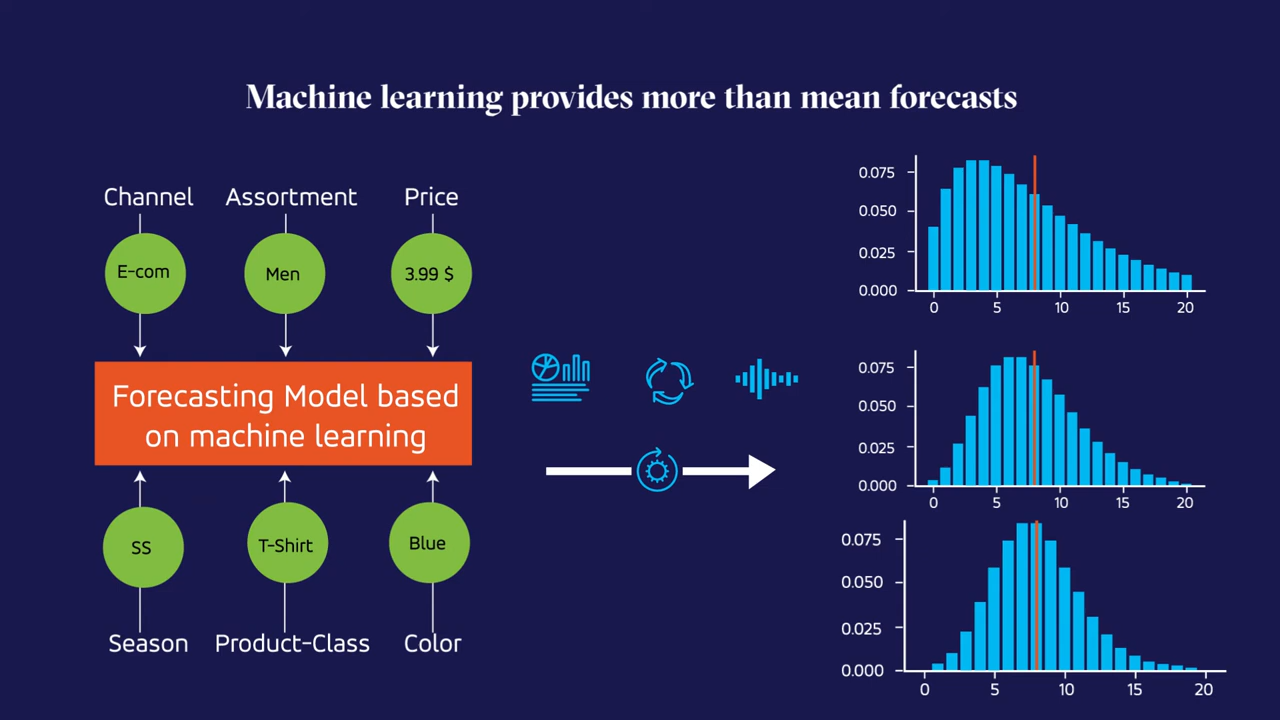 Machine learning provides more than mean forecasts
Channel Assortment Price
E-com Men 3.99 $
Forecasting Model based
on machine learning
SS T-Shirt Blue
Season Product-Class Color
0.075
0.050
0.025
0.000
0 5 10 15 20
0.075
0.050
0.025
0.000
0 5 10 15 20
0.075
0.050
0.025
0.000
0 5 10 15 20